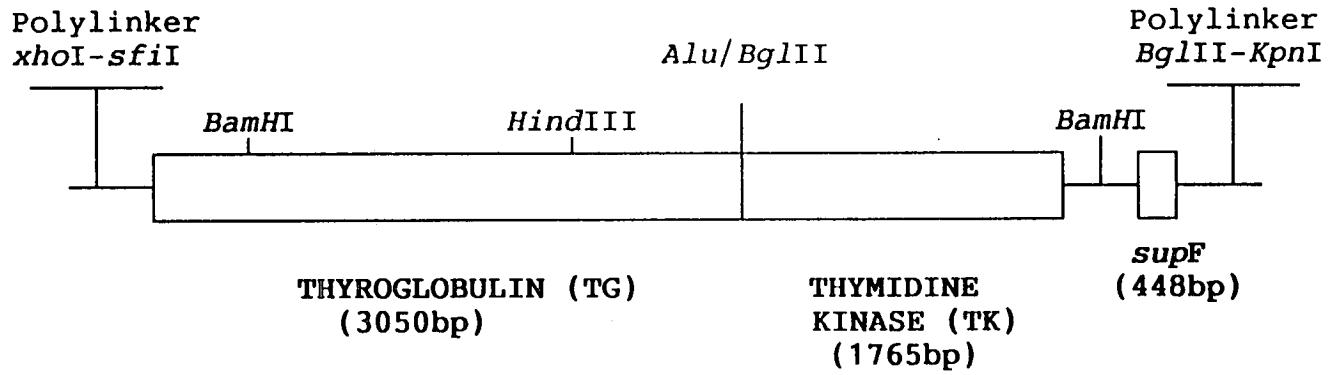 Polylinker
xhoI-sfiI
Alu/BglII
Polylinker
BglII-KpnI
BamHI
HindIII
BamHI
THYROGLOBULIN (TG)
(3050bp)
THYMIDINE
KINASE (TK)
(1765bp)
supF
(448bp)